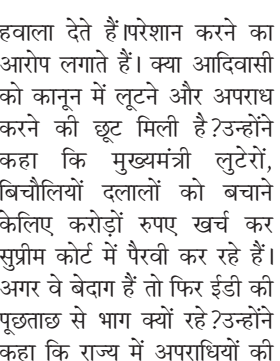 हवाला देते हैं।परेशान करने का
आरोप लगाते हैं। क्या आदिवासी
को कानून में लूटने और अपराध
करने की छूट मिली है?उन्होंने
कहा कि मुख्यमंत्री लुटेरों,
बिचौलियों दलालों को बचाने
केलिए करोड़ों रुपए खर्च कर
सुप्रीम कोर्ट में पैरवी कर रहे हैं।
अगर वे बेदाग हैं तो फिर ईडी की
पूछताछ से भाग क्यों रहे?उन्होंने
कहा कि राज्य में अपराधियों की